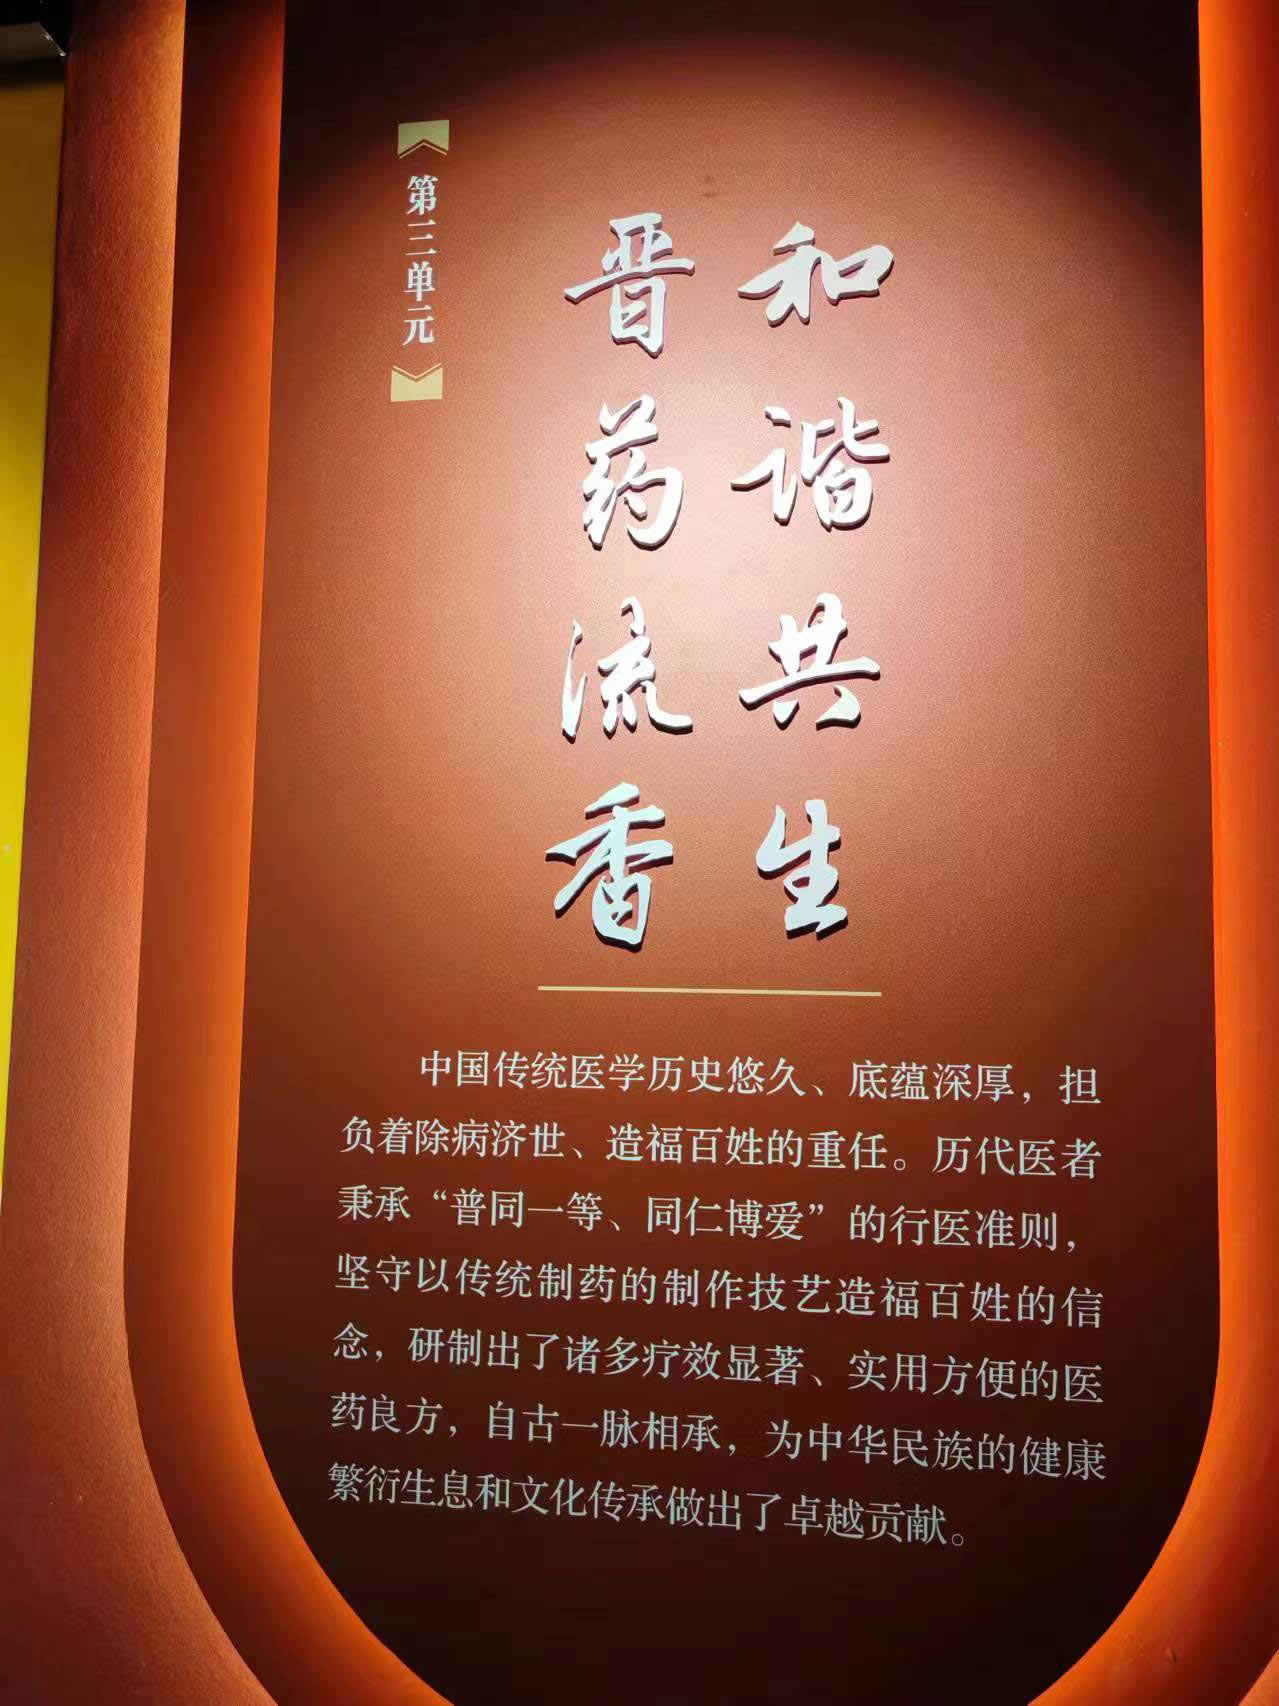 第三单元
和谐共生
晋药流香
中国传统医学历史悠久、底蕴深厚，担
负着除病济世、造福百姓的重任。历代医者
秉承“普同一等、同仁博爱”的行医准则，
坚守以传统制药的制作技艺造福百姓的信
念，研制出了诸多疗效显著、实用方便的医
药良方，自古一脉相承，为中华民族的健康
繁衍生息和文化传承做出了卓越贡献。